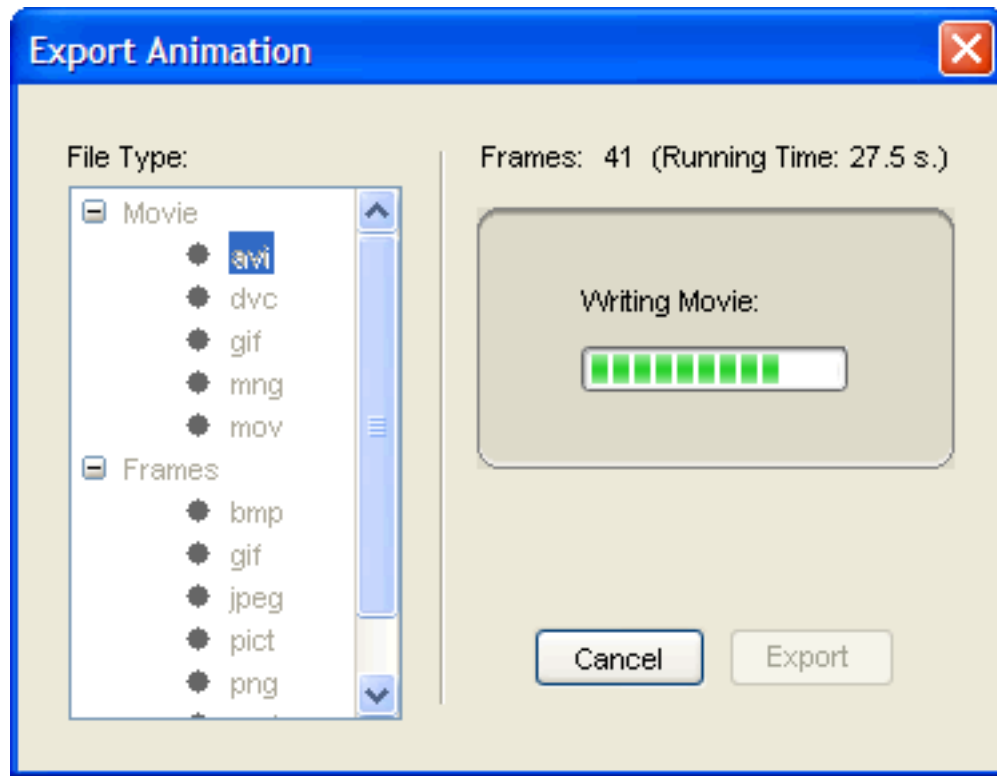 Export Animation
File Type:
Movie
avi
dvc
gif
mng
mov
Frames
bmp
gif
jpeg
pict
png
Frames: 41 (Running Time: 27.5 s.)
Writing Movie:
Cancel
Export